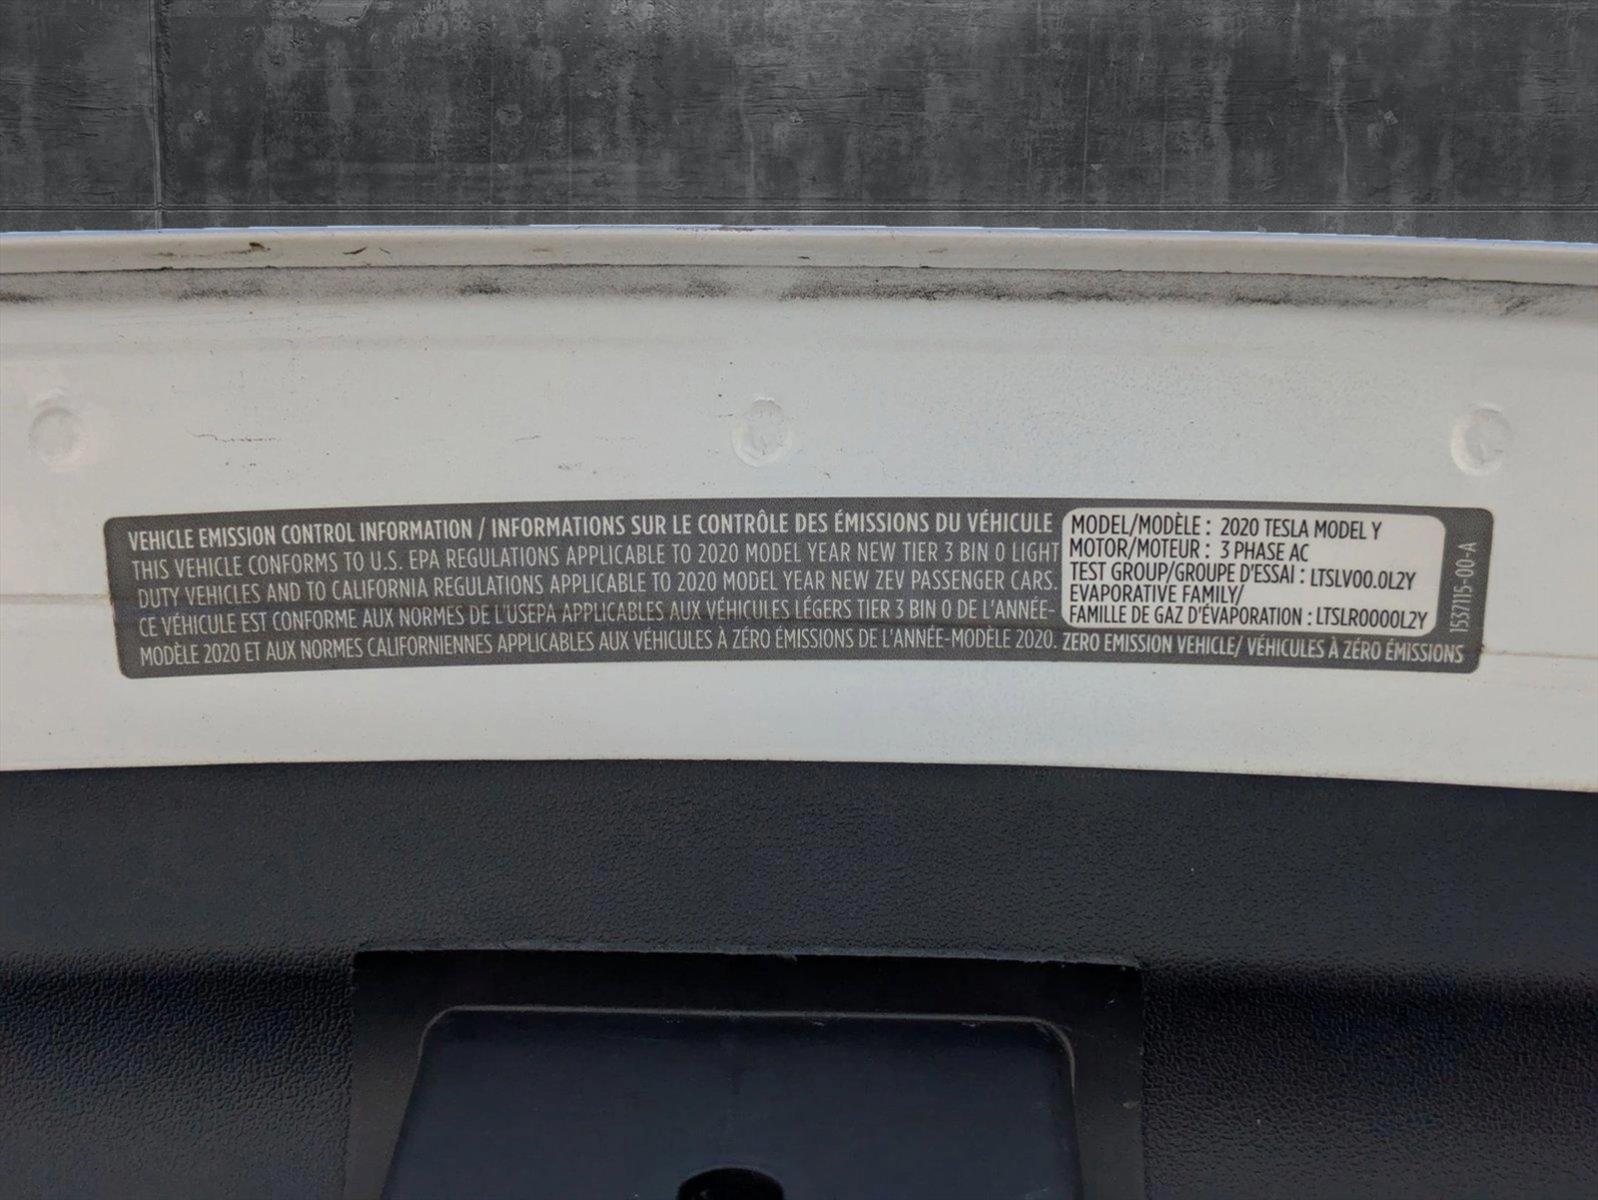 VEHICLE EMISSION CONTROL INFORMATION / INFORMATIONS SUR LE CONTRÔLE DES ÉMISSIONS DU VÉHICULE
THIS VEHICLE CONFORMS TO U.S. EPA REGULATIONS APPLICABLE TO 2020 MODEL YEAR NEW TIER 3 BIN 0 LIGHT
DUTY VEHICLES AND TO CALIFORNIA REGULATIONS APPLICABLE TO 2020 MODEL YEAR NEW ZEV PASSENGER CARS.
CE VÉHICULE EST CONFORME AUX NORMES DE L'USEPA APPLICABLES AUX VÉHICULES LÉGERS TIER 3 BIN 0 DE L'ANNÉE-
MODÈLE 2020 ET AUX NORMES CALIFORNIENNES APPLICABLES AUX VÉHICULES À ZÉRO ÉMISSIONS DE L'ANNÉE-MODÈLE 2020. ZERO EMISSION VEHICLE/ VÉHICULES À ZÉRO ÉMISSIONS
MODEL/MODÈLE : 2020 TESLA MODEL Y
MOTOR/MOTEUR : 3 PHASE AC
TEST GROUP/GROUPE D'ESSAI : LTSLV00.0L2Y
EVAPORATIVE FAMILY/
FAMILLE DE GAZ D'ÉVAPORATION : LTSLR0000L2Y
1537115-00-A